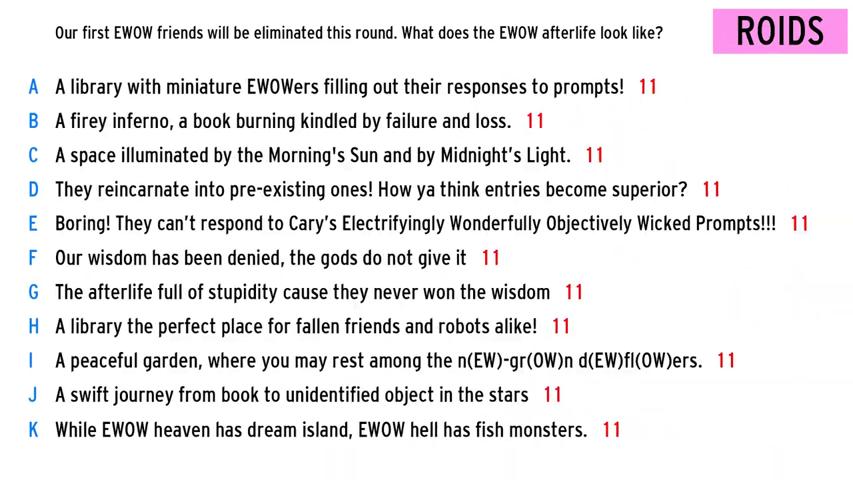 Our first EWOW friends will be eliminated this round. What does the EWOW afterlife look like?
ROIDS
A A library with miniature EWOWers filling out their responses to prompts! 11
B A firey inferno, a book burning kindled by failure and loss. 11
C A space illuminated by the Morning's Sun and by Midnight’s Light. 11
D They reincarnate into pre-existing ones! How ya think entries become superior? 11
E Boring! They can’t respond to Cary’s Electrifyingly Wonderfully Objectively Wicked Prompts!!! 11
F Our wisdom has been denied, the gods do not give it 11
G The afterlife full of stupidity cause they never won the wisdom 11
H A library the perfect place for fallen friends and robots alike! 11
I A peaceful garden, where you may rest among the n(EW)-gr(OW)n d(EW)fl(OW)ers. 11
J A swift journey from book to unidentified object in the stars 11
K While EWOW heaven has dream island, EWOW hell has fish monsters. 11